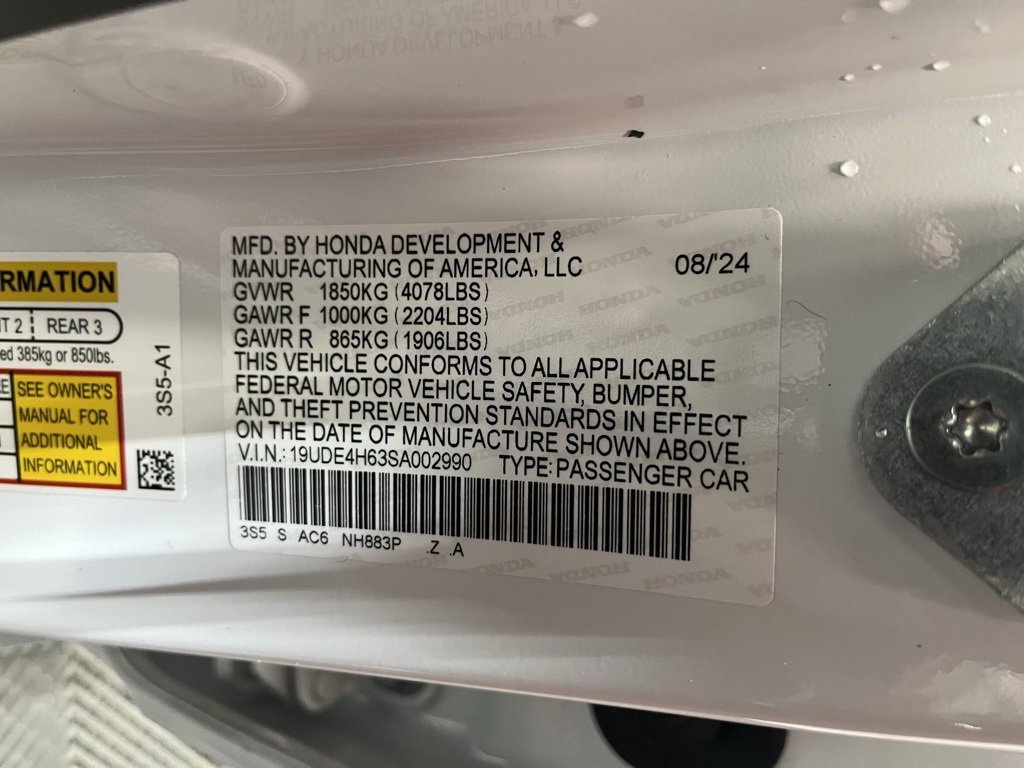 RMATION
T 2 REAR 3
ed 385kg or 850lbs.
RE
SEE OWNER'S
MANUAL FOR
ADDITIONAL
INFORMATION
3S5-A1
MFD. BY HONDA DEVELOPMENT &
MANUFACTURING OF AMERICA, LLC 08/'24
GVWR 1850KG (4078LBS)
GAWR F 1000KG (2204LBS)
GAWR R 865KG (1906LBS)
THIS VEHICLE CONFORMS TO ALL APPLICABLE
FEDERAL MOTOR VEHICLE SAFETY, BUMPER,
AND THEFT PREVENTION STANDARDS IN EFFECT
ON THE DATE OF MANUFACTURE SHOWN ABOVE.
V.I.N.: 19UDE4H63SA002990 TYPE: PASSENGER CAR
3S5 S AC6 NH883P .Z .A